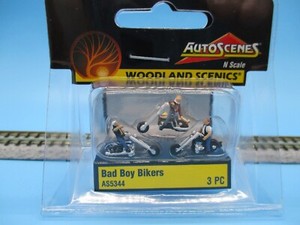 AUTOSCENES®
N Scale
WOODLAND SCENICS®
Bad Boy Bikers
AS5344
3 PC